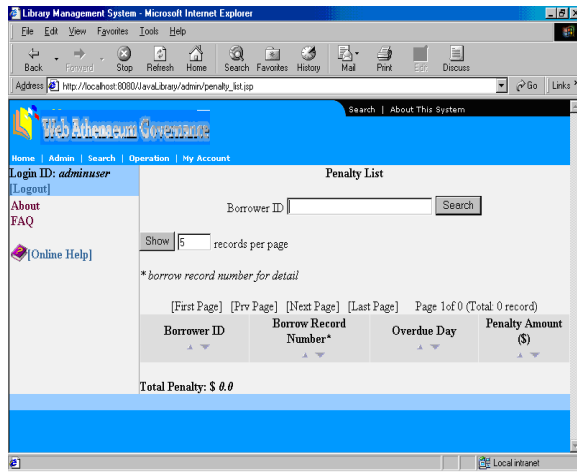 Library Management System - Microsoft Internet Explorer
File Edit View Favorites Tools Help
Back Forward Stop Refresh Home Search Favorites History Mail Print Edit Discuss
Address http://localhost:8080/JavaLibrary/admin/penalty_list.jsp Go Links »
Search | About This System
Web Athenaeum Governance
Home | Admin | Search | Operation | My Account
Login ID: adminuser
[Logout]
About
FAQ
[Online Help]
Penalty List
Borrower ID Search
Show 5 records per page
* borrow record number for detail
[First Page] [Prv Page] [Next Page] [Last Page] Page 1of 0 (Total: 0 record)
Borrower ID
Borrow Record
Number*
Overdue Day
Penalty Amount
($)
Total Penalty: $ 0.0
Local intranet